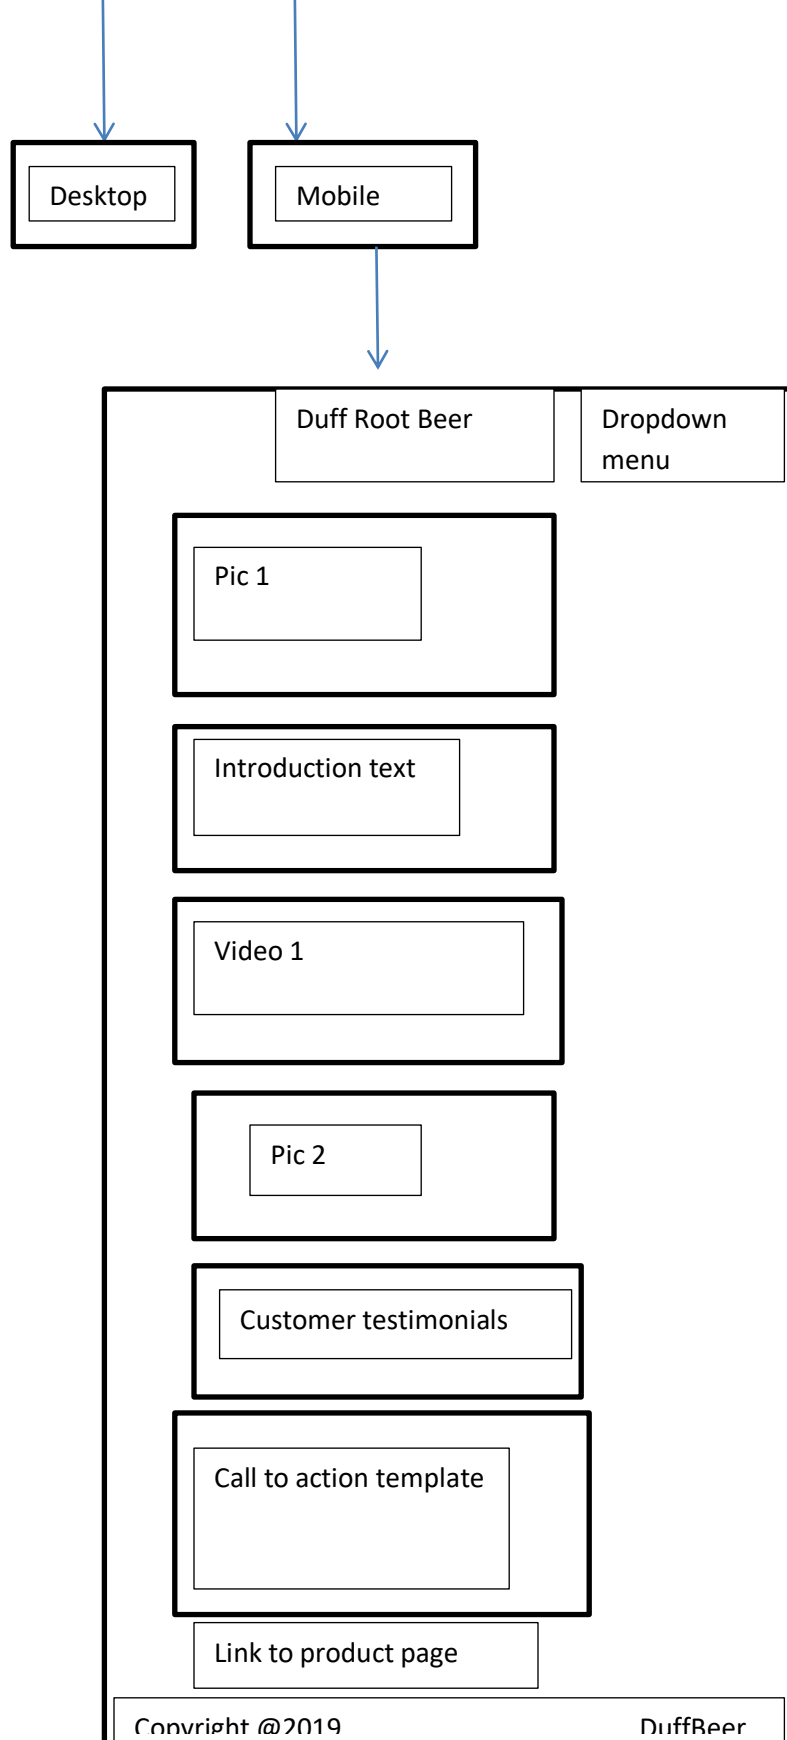 Desktop
Mobile
Duff Root Beer
Dropdown
menu
Pic 1
Introduction text
Video 1
Pic 2
Customer testimonials
Call to action template
Link to product page
Copyright @2019 DuffBeer